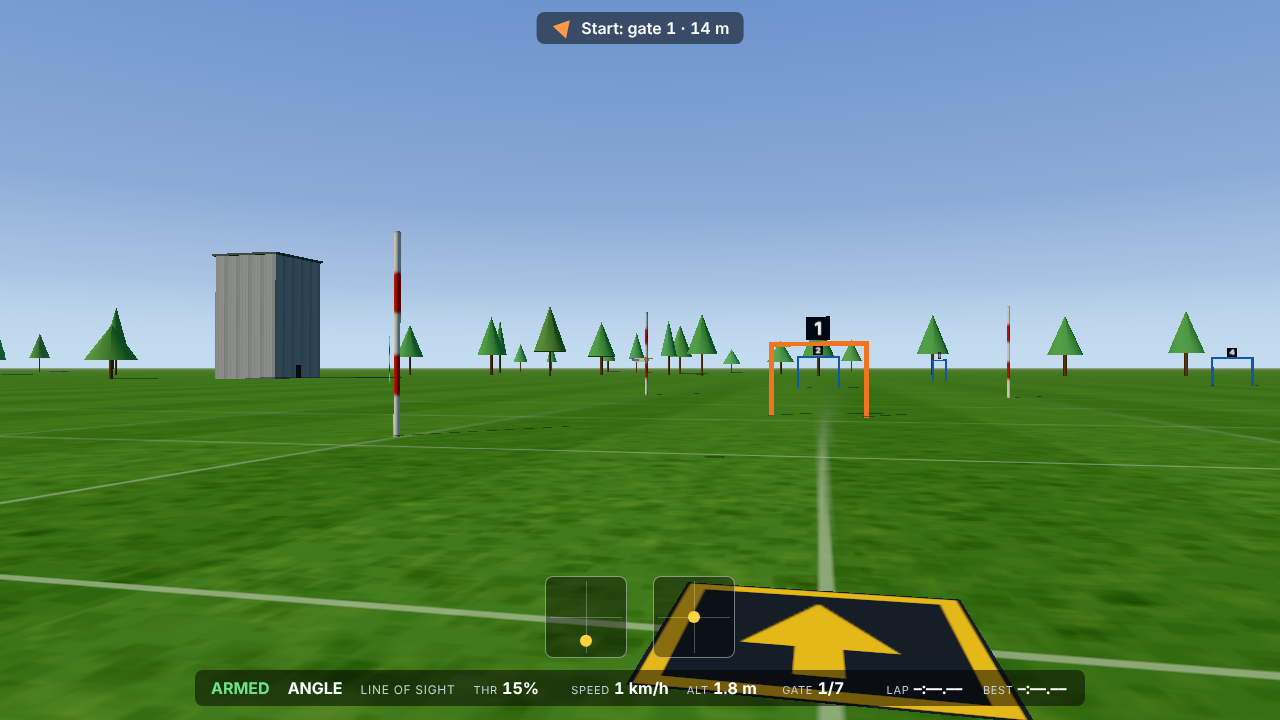 Start: gate 1 · 14 m
1
2
4
ARMED ANGLE LINE OF SIGHT THR 15% SPEED 1 km/h ALT 1.8 m GATE 1/7 LAP –:––.–– BEST –:––.––